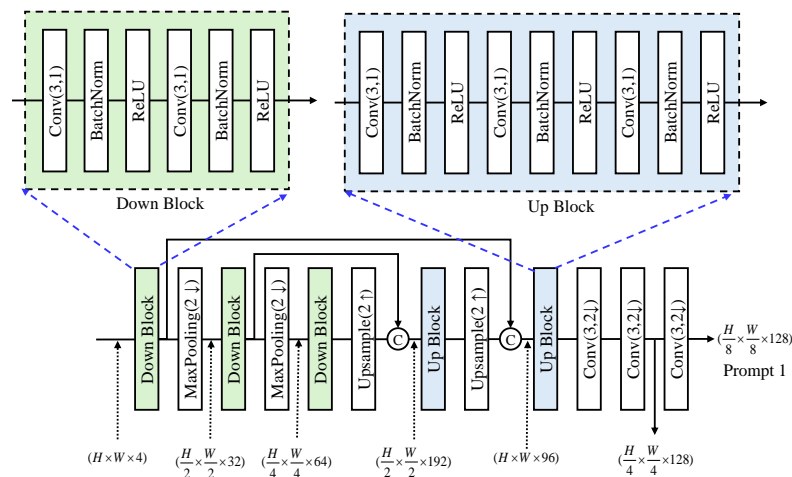 Conv(3,1)
BatchNorm
ReLU
Conv(3,1)
BatchNorm
ReLU
Down Block
Conv(3,1)
BatchNorm
ReLU
Conv(3,1)
BatchNorm
ReLU
Conv(3,1)
BatchNorm
ReLU
Up Block
Down Block
MaxPooling(2 ↓)
Down Block
MaxPooling(2 ↓)
Down Block
Upsample(2 ↑)
C
Up Block
Upsample(2 ↑)
C
Up Block
Conv(3,2↓)
Conv(3,2↓)
Conv(3,2↓)
(H/8 × W/8 ×128)
Prompt 1
(H×W×4)
(H/2 × W/2 ×32)
(H/4 × W/4 ×64)
(H/2 × W/2 ×192)
(H×W×96)
(H/4 × W/4 ×128)